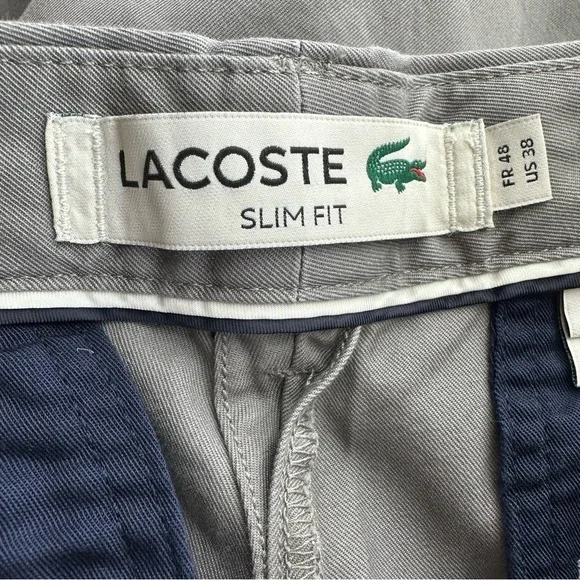 LACOSTE
SLIM FIT
FR 48
US 38